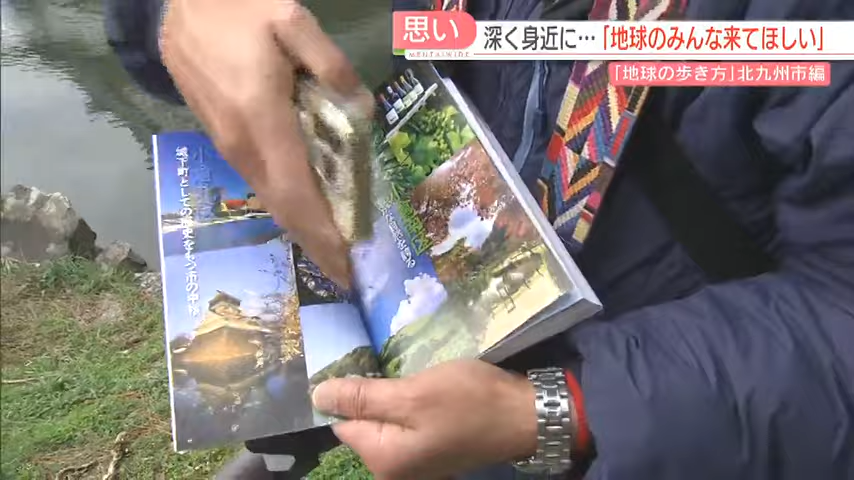 思い
MENTAIWIDE
深く身近に…「地球のみんな来てほしい」
「地球の歩き方」北九州市編
城下町としての歴史をもつ市の中枢